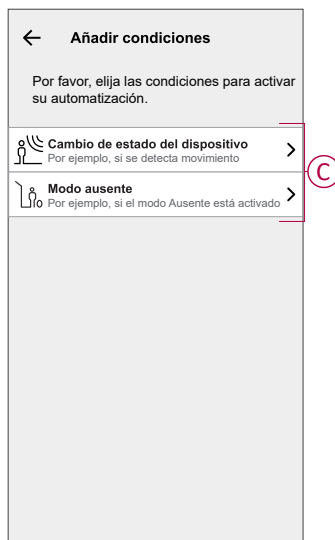 Añadir condiciones
Por favor, elija las condiciones para activar
su automatización.
Cambio de estado del dispositivo
Por ejemplo, si se detecta movimiento
C
Modo ausente
Por ejemplo, si el modo Ausente está activado